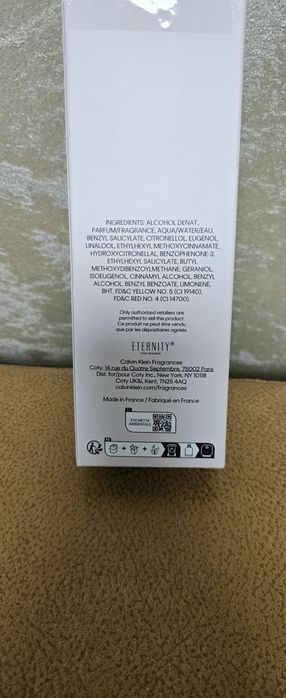 INGREDIENTS: ALCOHOL DENAT.,
PARFUM/FRAGRANCE, AQUA/WATER/EAU,
BENZYL SALICYLATE, CITRONELLOL, EUGENOL,
LINALOOL, ETHYLHEXYL METHOXYCINNAMATE,
HYDROXYCITRONELLAL, BENZOPHENONE-3,
ETHYLHEXYL SALICYLATE, BUTYL
METHOXYDIBENZOYLMETHANE, GERANIOL,
ISOEUGENOL, CINNAMYL ALCOHOL, BENZYL
ALCOHOL, BENZYL BENZOATE, LIMONENE,
BHT, FD&C YELLOW NO. 5 (CI 19140),
FD&C RED NO. 4 (CI 14700).
Only authorized retailers are
permitted to sell this product.
Ce produit ne peut être vendu
que par les dépositaires agréés.
ETERNITY®
FOR WOMEN
Calvin Klein Fragrances
Coty, 14 rue du Quatre Septembre, 75002 Paris
Dist. for/pour Coty Inc., New York, NY 10118
Coty UK&I, Kent, TN25 4AQ
calvinklein.com/fragrances
Made in France / Fabriqué en France
ETICHETTA
AMBIENTALE
FR